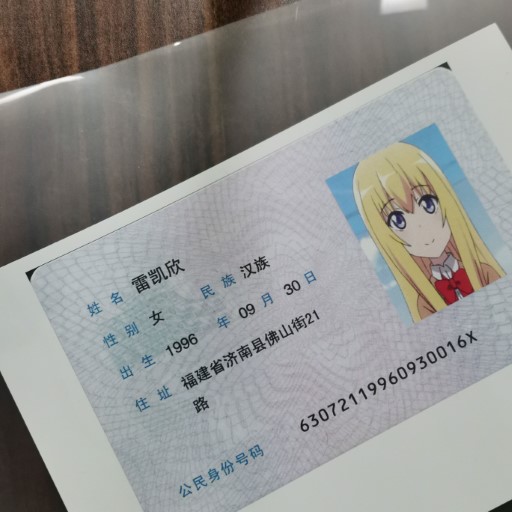 姓名 雷凯欣
性别 女 民族 汉族
出生 1996 年 09 月 30 日
住址 福建省济南县佛山街21
路
公民身份号码 63072119960930016X